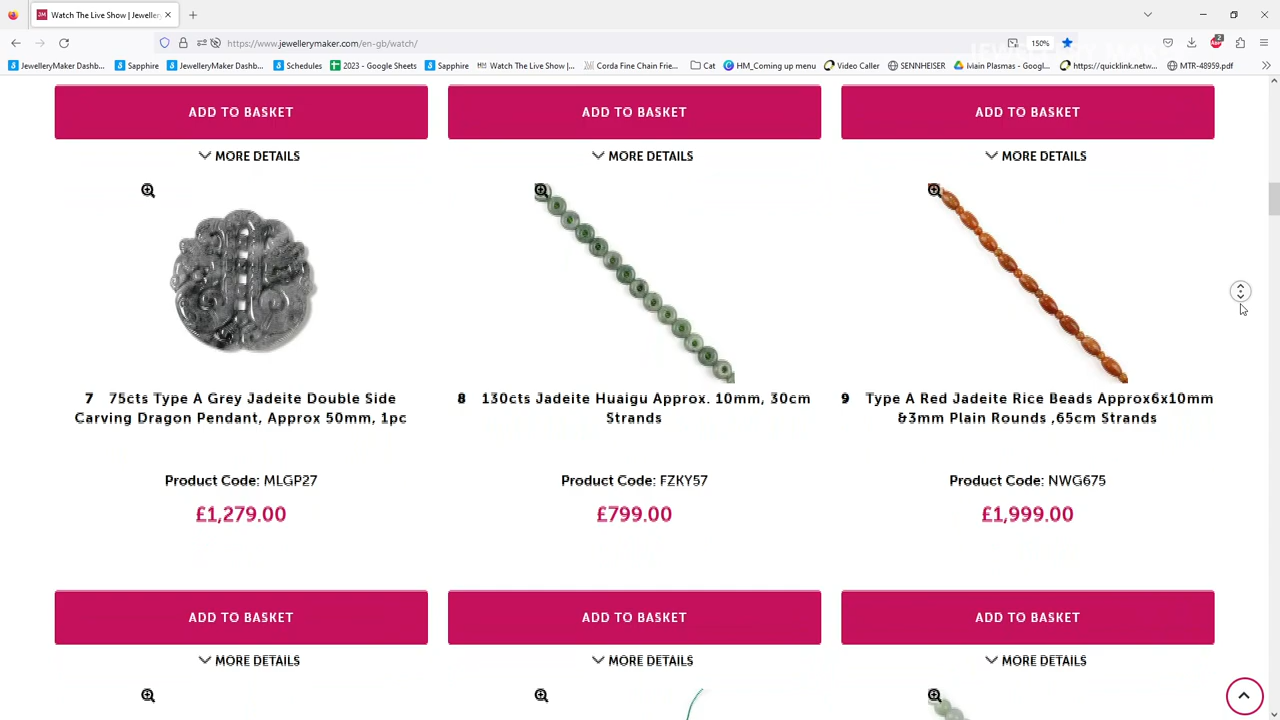 Watch The Live Show | Jeweller
https://www.jewellerymaker.com/en-gb/watch/
150%
2
JewelleryMaker Dashb...
Sapphire
JewelleryMaker Dashb...
Schedules
2023 - Google Sheets
Sapphire
Watch The Live Show |...
Corda Fine Chain Frie...
Cat
HM_Coming up menu
Video Caller
SENNHEISER
Main Plasmas - Googl...
https://quicklink.netw...
MTR-48959.pdf
ADD TO BASKET
ADD TO BASKET
ADD TO BASKET
MORE DETAILS
MORE DETAILS
MORE DETAILS
7 75cts Type A Grey Jadeite Double Side
Carving Dragon Pendant, Approx 50mm, 1pc
8 130cts Jadeite Huaigu Approx. 10mm, 30cm
Strands
9 Type A Red Jadeite Rice Beads Approx6x10mm
&3mm Plain Rounds ,65cm Strands
Product Code: MLGP27
Product Code: FZKY57
Product Code: NWG675
£1,279.00
£799.00
£1,999.00
ADD TO BASKET
ADD TO BASKET
ADD TO BASKET
MORE DETAILS
MORE DETAILS
MORE DETAILS